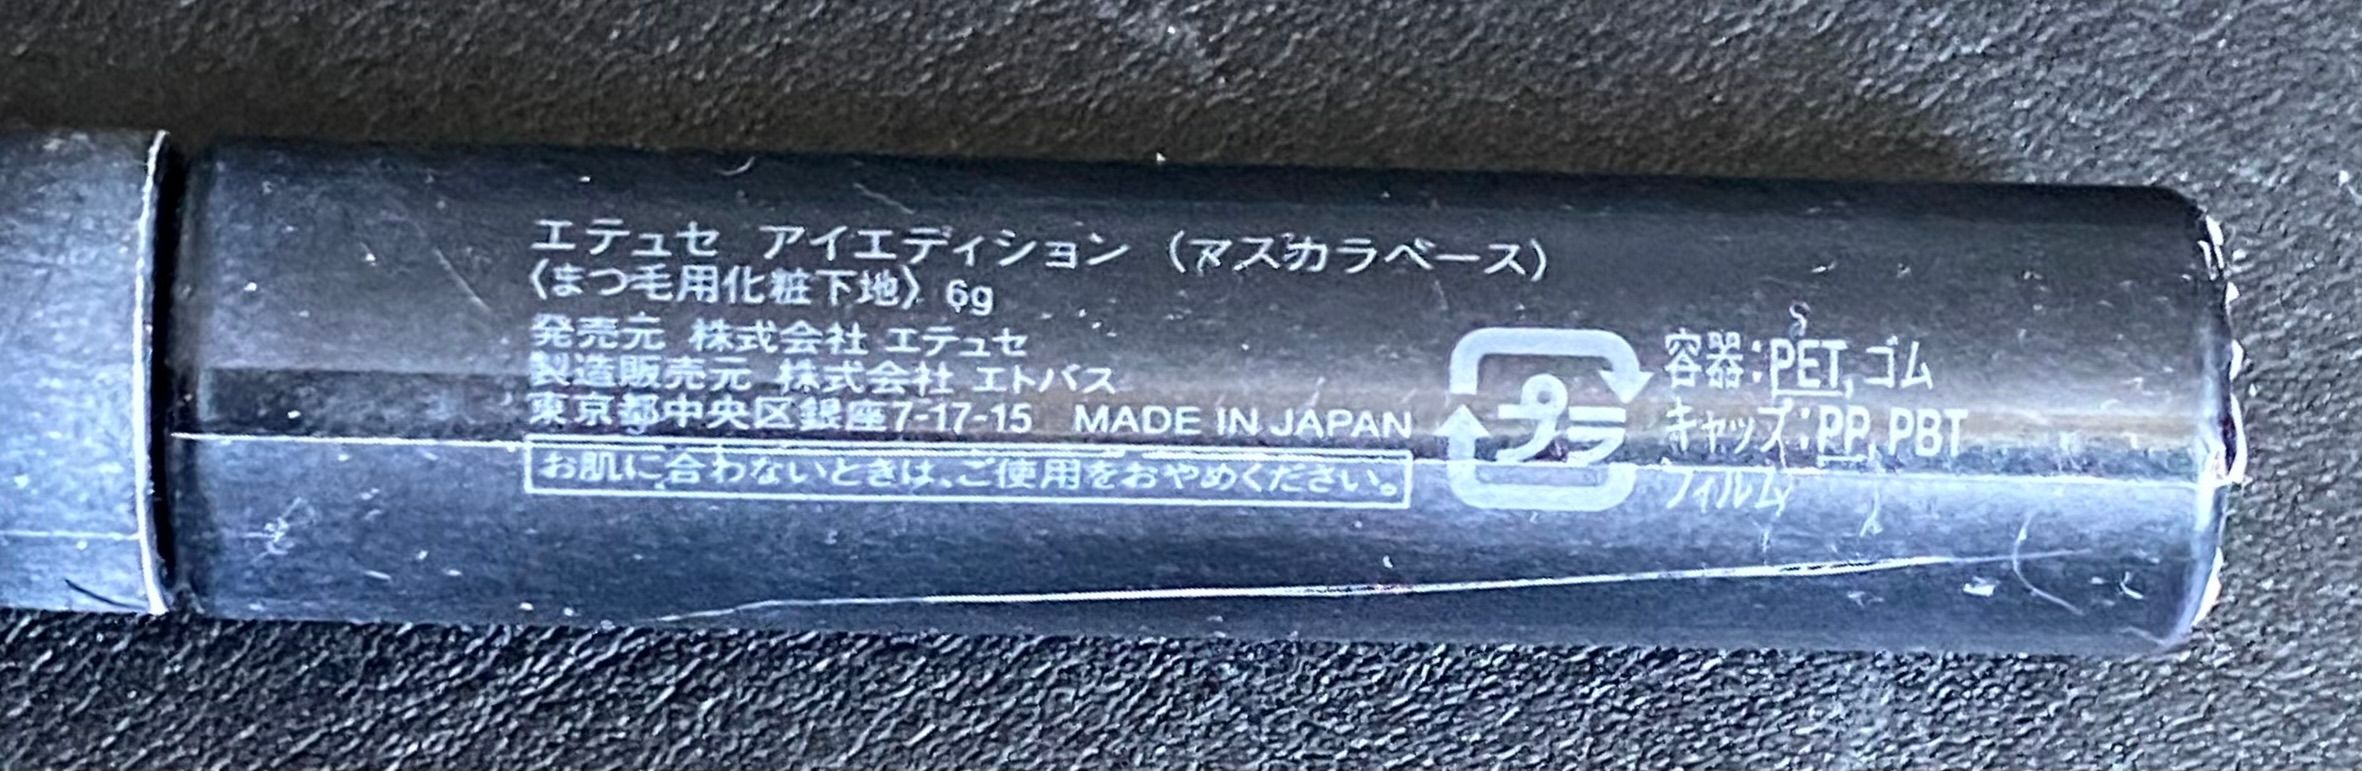 エテュセ アイエディション（マスカラベース）
〈まつ毛用化粧下地〉 6g
発売元 株式会社 エテュセ
製造販売元 株式会社 エトバス
東京都中央区銀座7-17-15 MADE IN JAPAN
お肌に合わないときは、ご使用をおやめください。
プラ
容器：PET,ゴム
キャップ：PP,PBT
フィルム